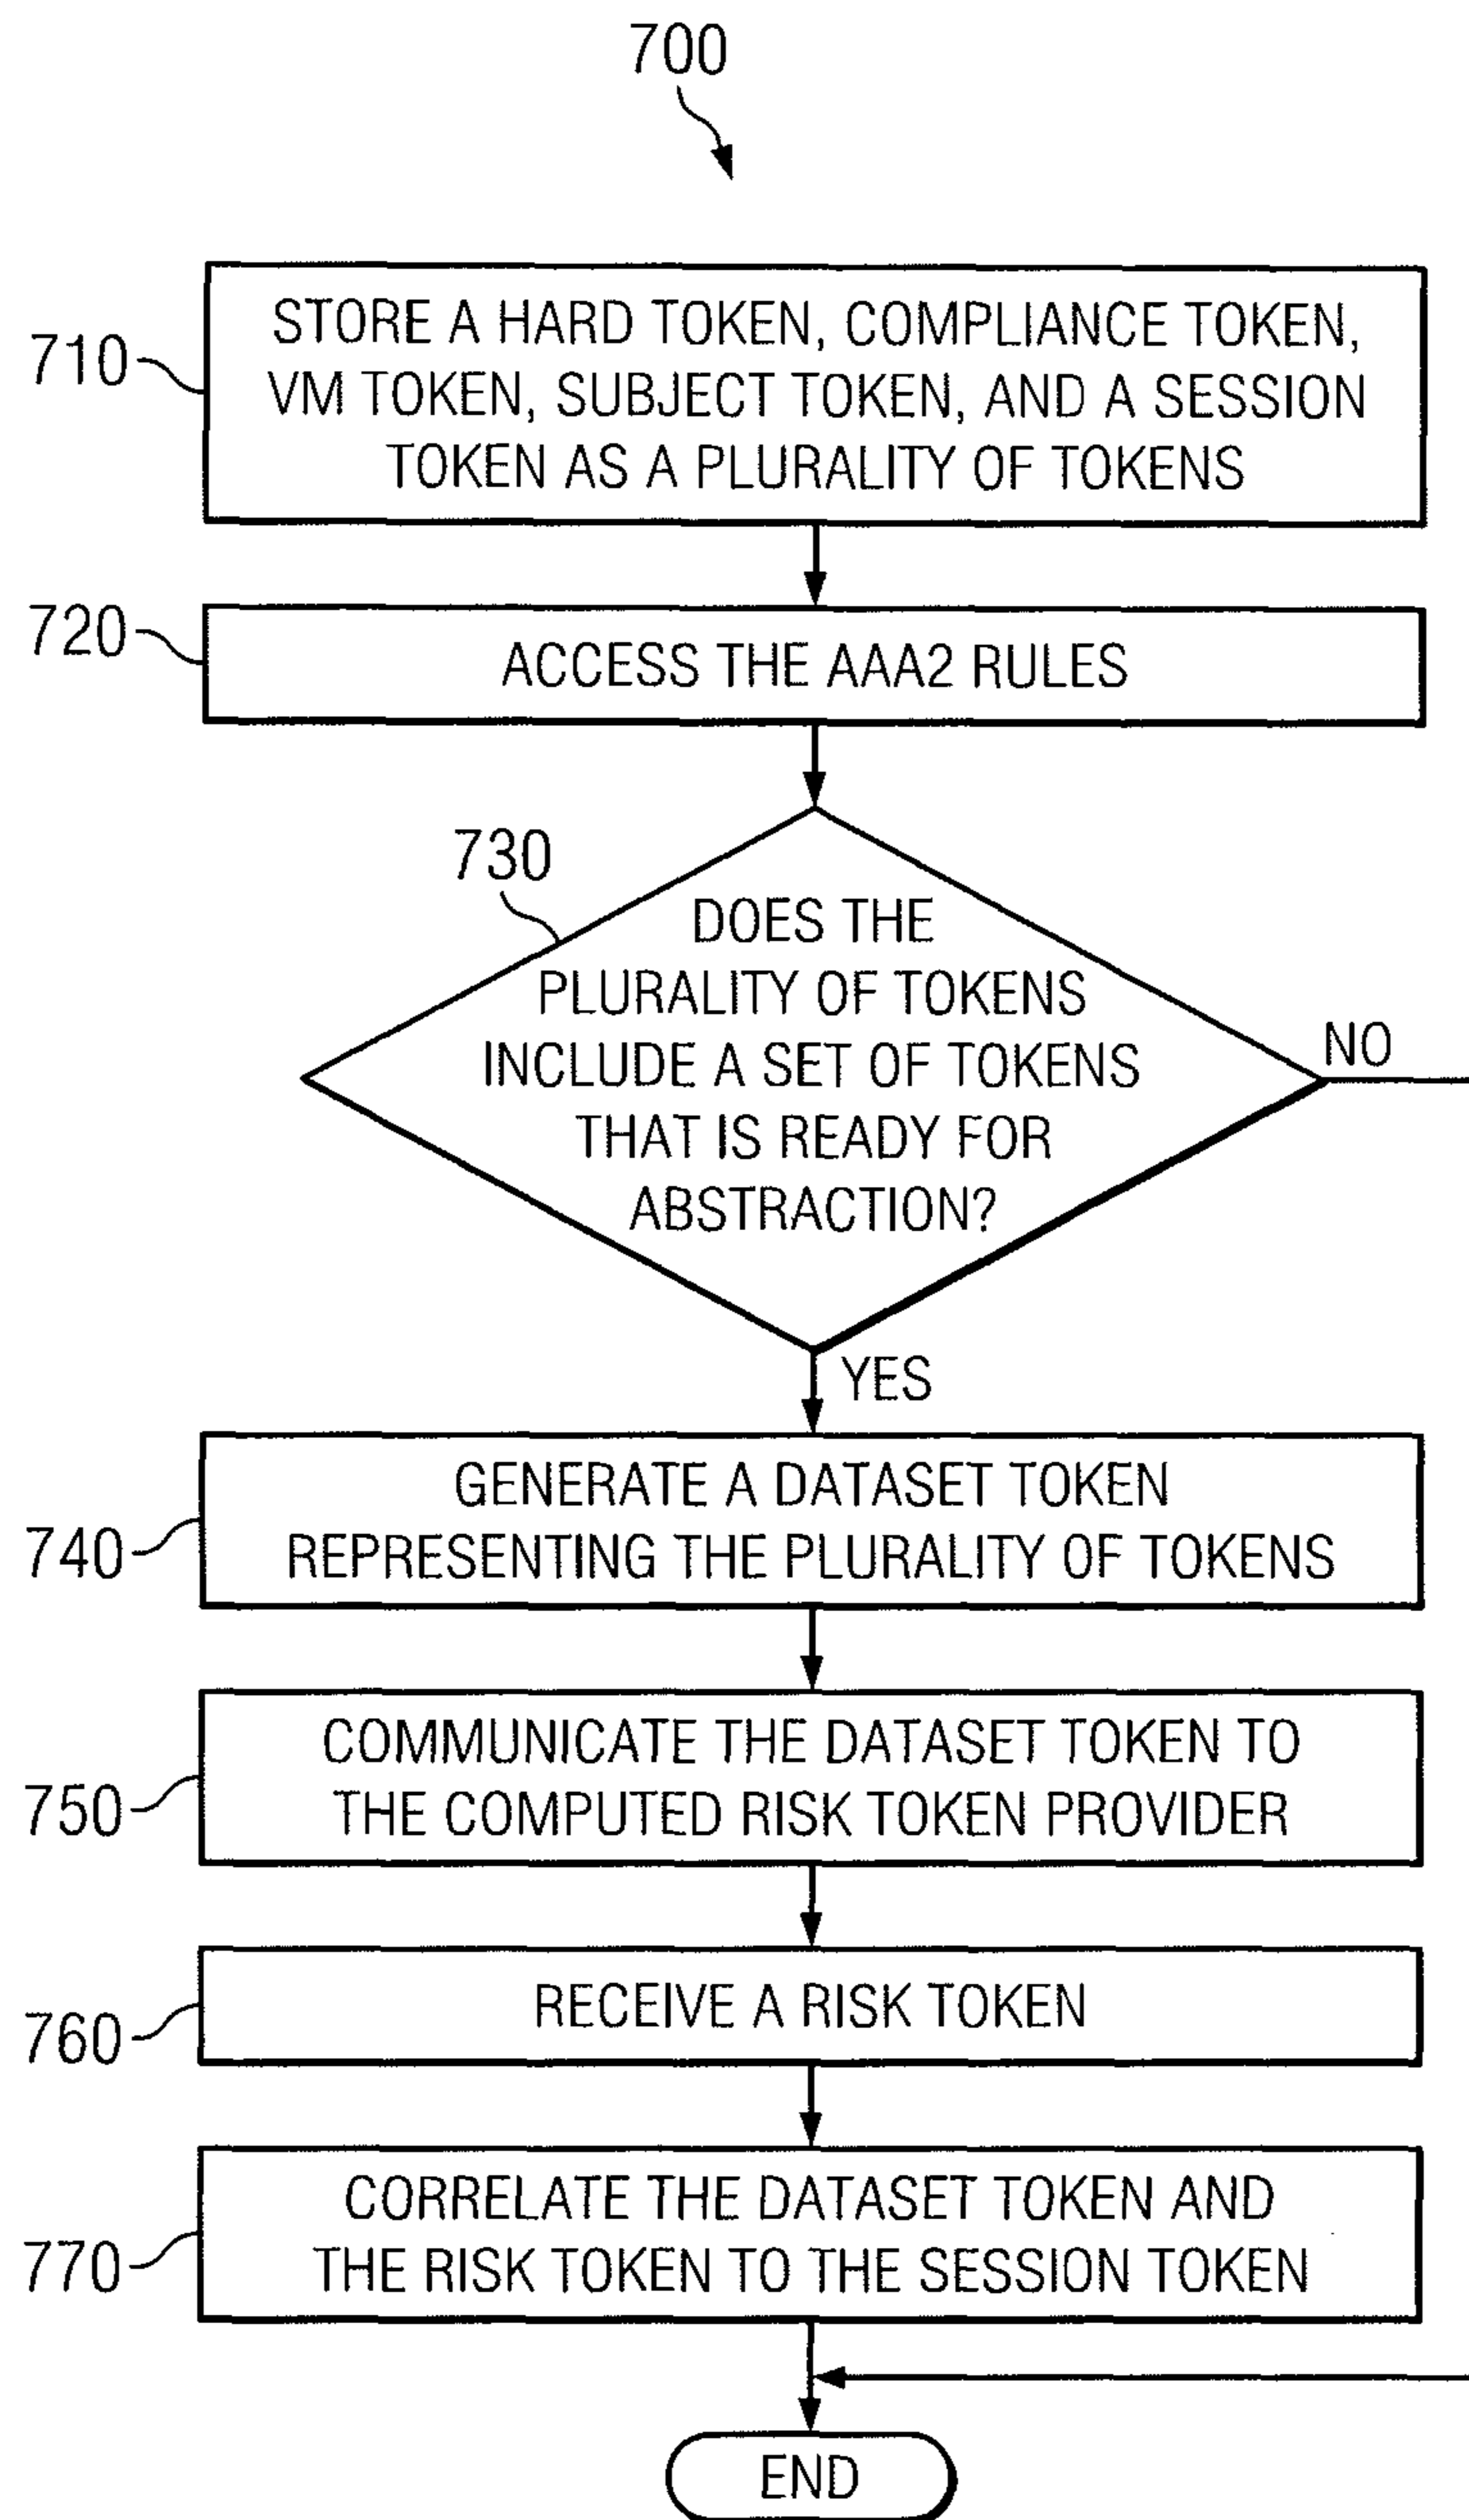 700
710
STORE A HARD TOKEN, COMPLIANCE TOKEN,
VM TOKEN, SUBJECT TOKEN, AND A SESSION
TOKEN AS A PLURALITY OF TOKENS
720
ACCESS THE AAA2 RULES
730
DOES THE
PLURALITY OF TOKENS
INCLUDE A SET OF TOKENS
THAT IS READY FOR
ABSTRACTION?
NO
YES
740
GENERATE A DATASET TOKEN
REPRESENTING THE PLURALITY OF TOKENS
750
COMMUNICATE THE DATASET TOKEN TO
THE COMPUTED RISK TOKEN PROVIDER
760
RECEIVE A RISK TOKEN
770
CORRELATE THE DATASET TOKEN AND
THE RISK TOKEN TO THE SESSION TOKEN
END